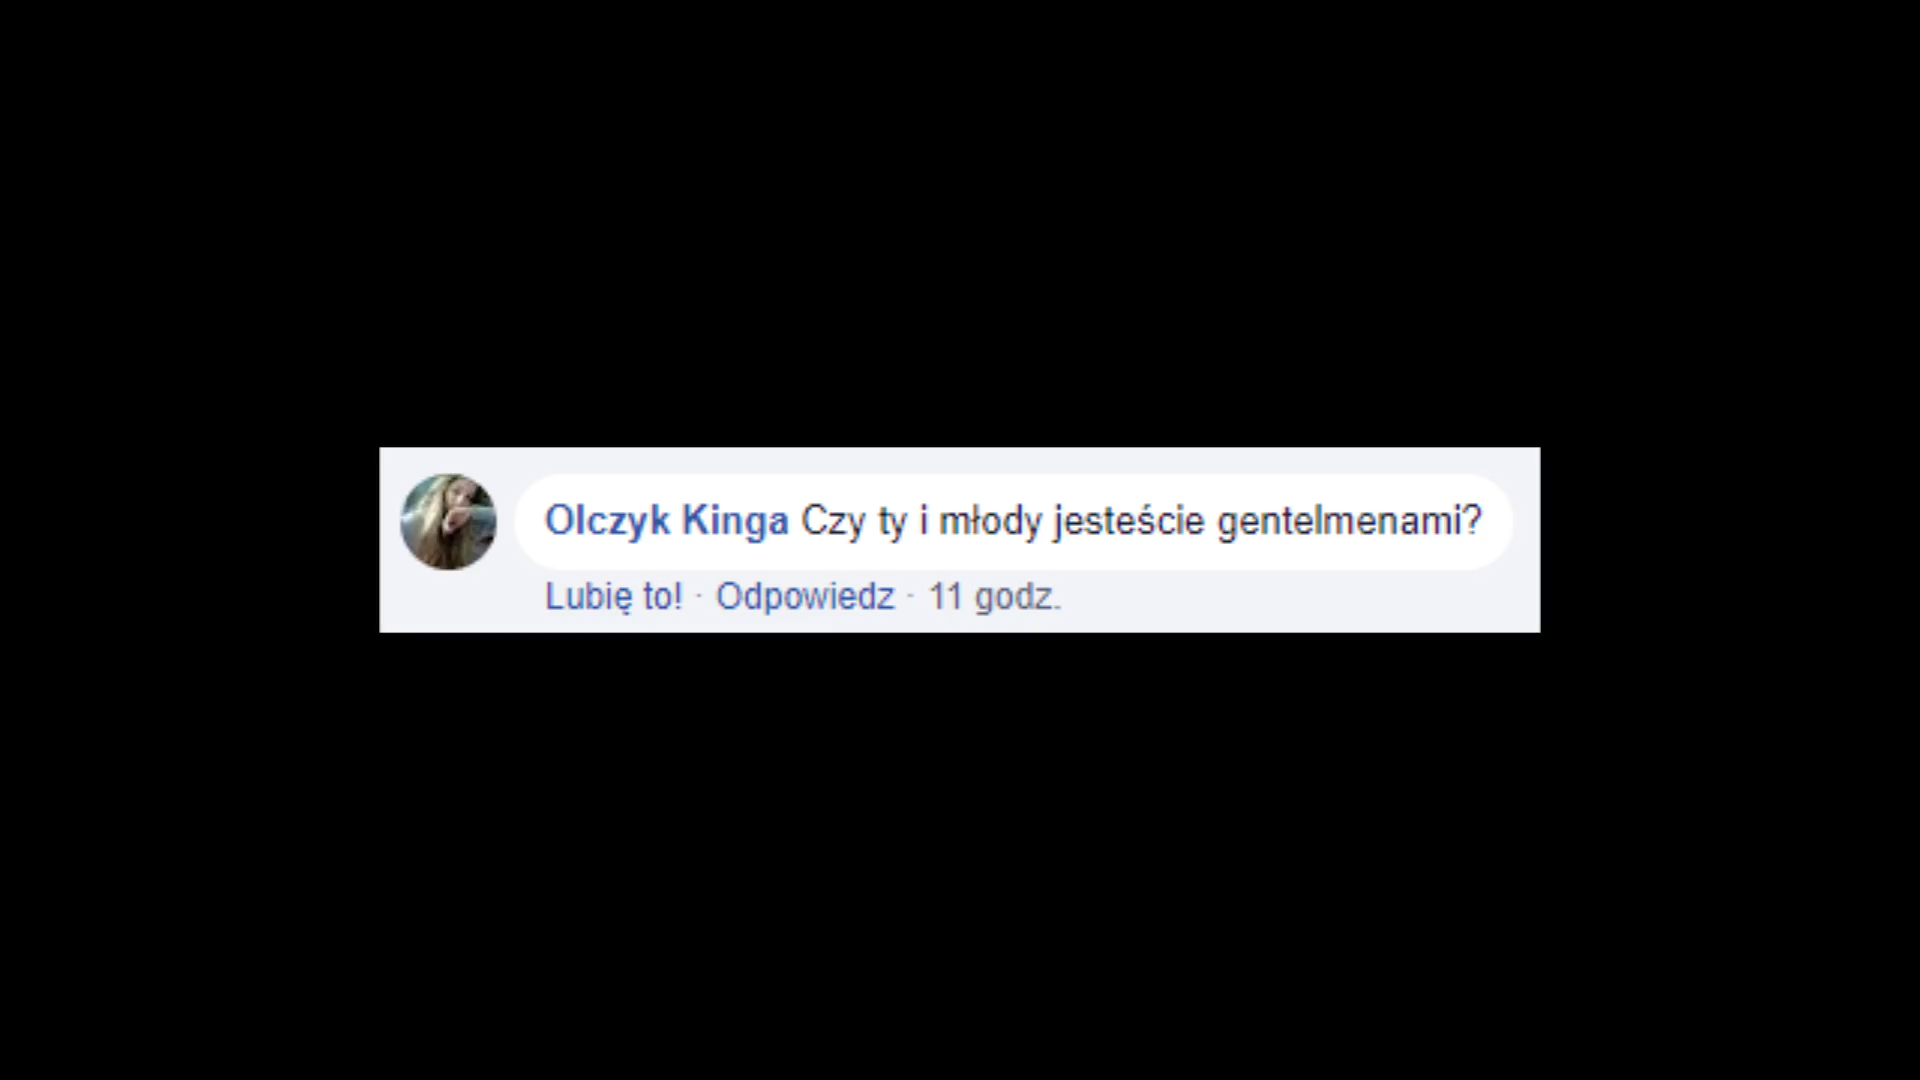 Olczyk Kinga Czy ty i młody jesteście gentelmenami?
Lubię to! · Odpowiedz · 11 godz.